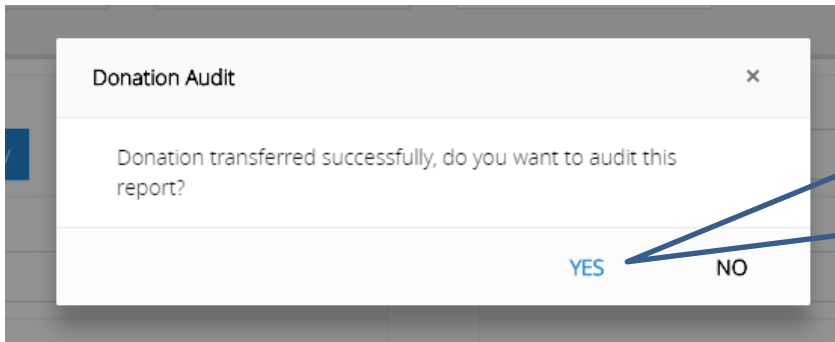 Donation Audit ×
Donation transferred successfully, do you want to audit this
report?
YES NO